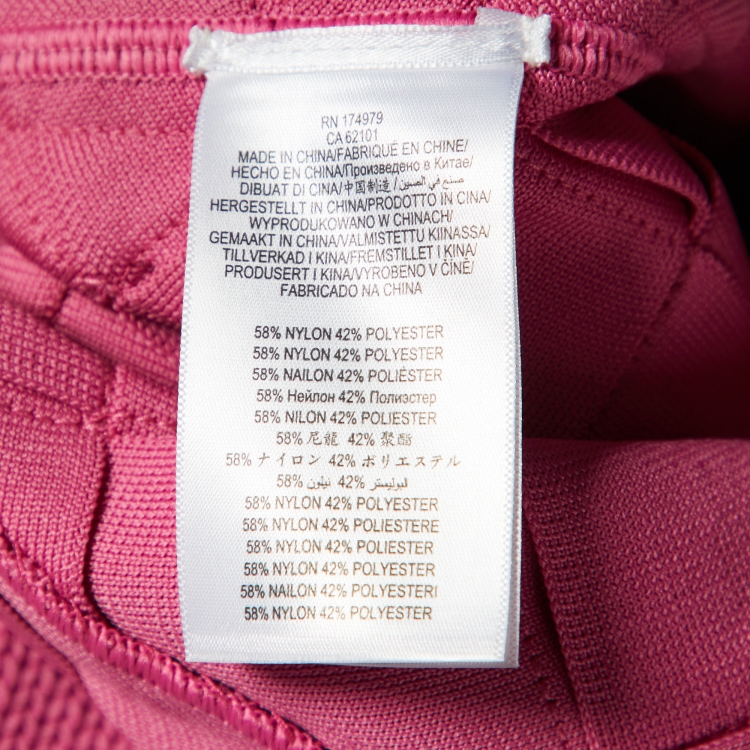 RN 174979
CA 62101
MADE IN CHINA/FABRIQUÉ EN CHINE/
HECHO EN CHINA/Произведено в Китае/
DIBUAT DI CINA/中国制造/صنع في الصين/
HERGESTELLT IN CHINA/PRODOTTO IN CINA/
WYPRODUKOWANO W CHINACH/
GEMAAKT IN CHINA/VALMISTETTU KIINASSA/
TILLVERKAD I KINA/FREMSTILLET I KINA/
PRODUSERT I KINA/VYROBENO V ČÍNĚ/
FABRICADO NA CHINA
58% NYLON 42% POLYESTER
58% NYLON 42% POLYESTER
58% NAILON 42% POLIÉSTER
58% Нейлон 42% Полиэстер
58% NILON 42% POLIESTER
58% 尼龍 42% 聚酯
58% ナイロン 42% ポリエステル
58% نيلون 42% البوليستر
58% NYLON 42% POLYESTER
58% NYLON 42% POLIESTERE
58% NYLON 42% POLIESTER
58% NYLON 42% POLYESTER
58% NAILON 42% POLYESTERI
58% NYLON 42% POLYESTER